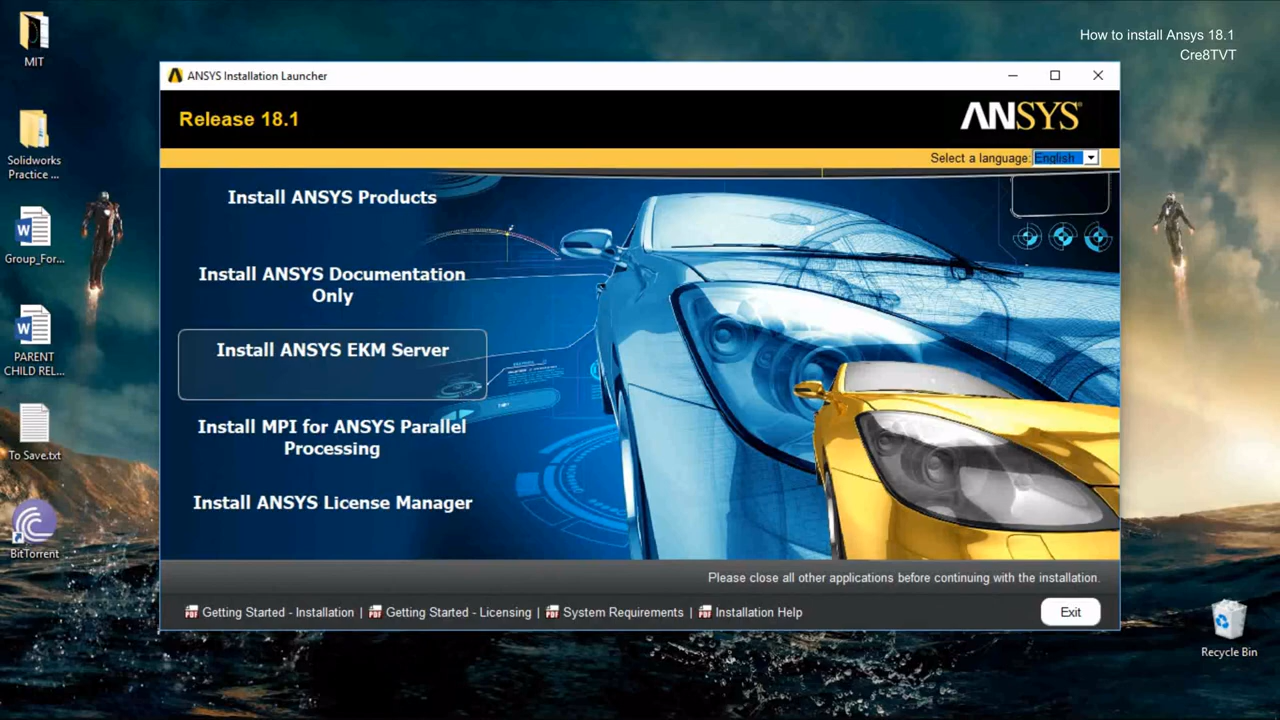 How to install Ansys 18.1
Cre8TVT
MIT
Solidworks
Practice ...
Group_For...
PARENT
CHILD REL...
To Save.txt
BitTorrent
ANSYS Installation Launcher
Release 18.1
ANSYS
Select a language: English
Install ANSYS Products
Install ANSYS Documentation
Only
Install ANSYS EKM Server
Install MPI for ANSYS Parallel
Processing
Install ANSYS License Manager
Please close all other applications before continuing with the installation.
Getting Started - Installation | Getting Started - Licensing | System Requirements | Installation Help
Exit
Recycle Bin